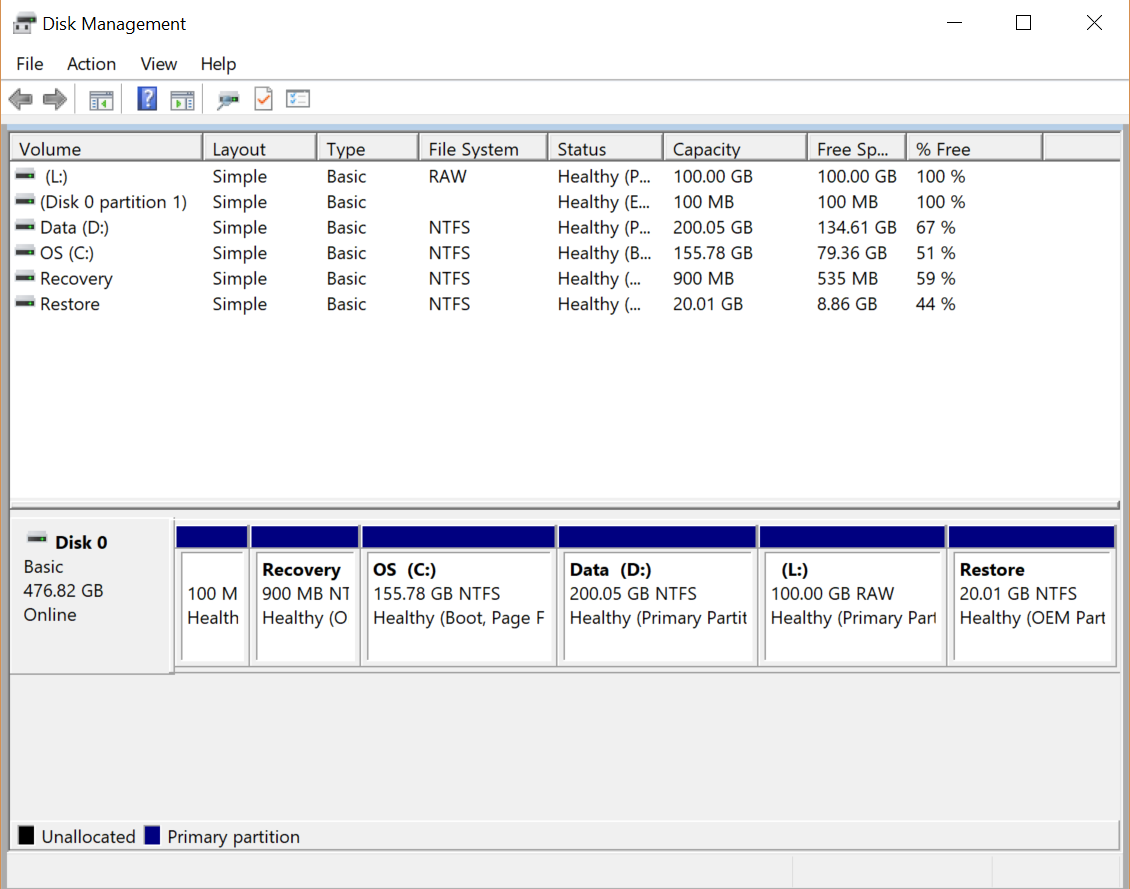 Disk Management
File Action View Help
Volume Layout Type File System Status Capacity Free Sp... % Free
(L:) Simple Basic RAW Healthy (P... 100.00 GB 100.00 GB 100 %
(Disk 0 partition 1) Simple Basic Healthy (E... 100 MB 100 MB 100 %
Data (D:) Simple Basic NTFS Healthy (P... 200.05 GB 134.61 GB 67 %
OS (C:) Simple Basic NTFS Healthy (B... 155.78 GB 79.36 GB 51 %
Recovery Simple Basic NTFS Healthy (... 900 MB 535 MB 59 %
Restore Simple Basic NTFS Healthy (... 20.01 GB 8.86 GB 44 %
Disk 0
Basic
476.82 GB
Online
100 M
Health
Recovery
900 MB NT
Healthy (O
OS (C:)
155.78 GB NTFS
Healthy (Boot, Page F
Data (D:)
200.05 GB NTFS
Healthy (Primary Partit
(L:)
100.00 GB RAW
Healthy (Primary Part
Restore
20.01 GB NTFS
Healthy (OEM Part
Unallocated Primary partition